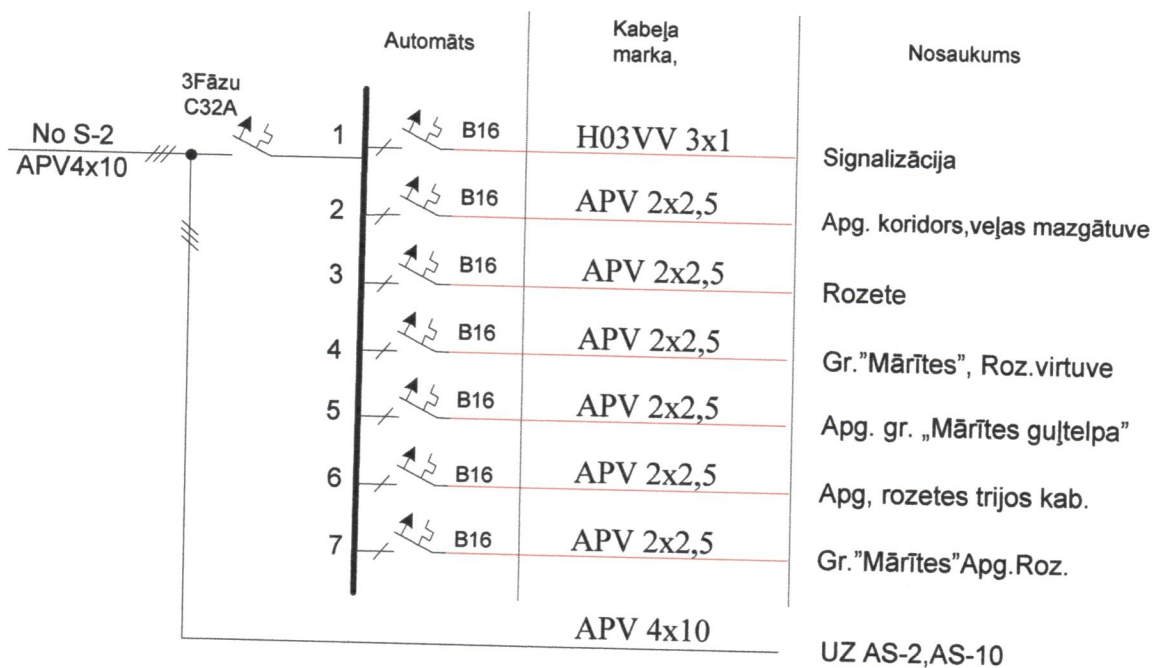 Automāts
Kabeļa
marka,
Nosaukums
3Fāzu
C32A
No S-2
APV4x10
1 B16 H03VV 3x1 Signalizācija
2 B16 APV 2x2,5 Apg. koridors,veļas mazgātuve
3 B16 APV 2x2,5 Rozete
4 B16 APV 2x2,5 Gr.”Mārītes”, Roz.virtuve
5 B16 APV 2x2,5 Apg. gr. „Mārītes guļtelpa”
6 B16 APV 2x2,5 Apg, rozetes trijos kab.
7 B16 APV 2x2,5 Gr.”Mārītes”Apg.Roz.
APV 4x10 UZ AS-2,AS-10